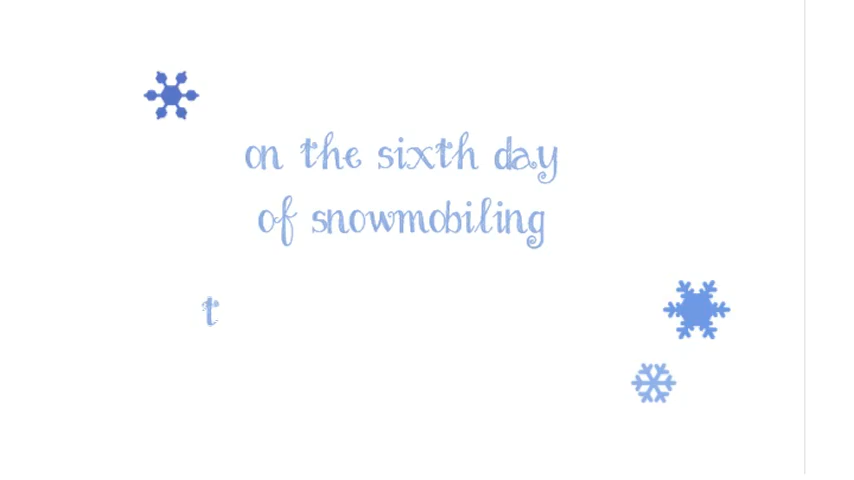 on the sixth day
of snowmobiling
t